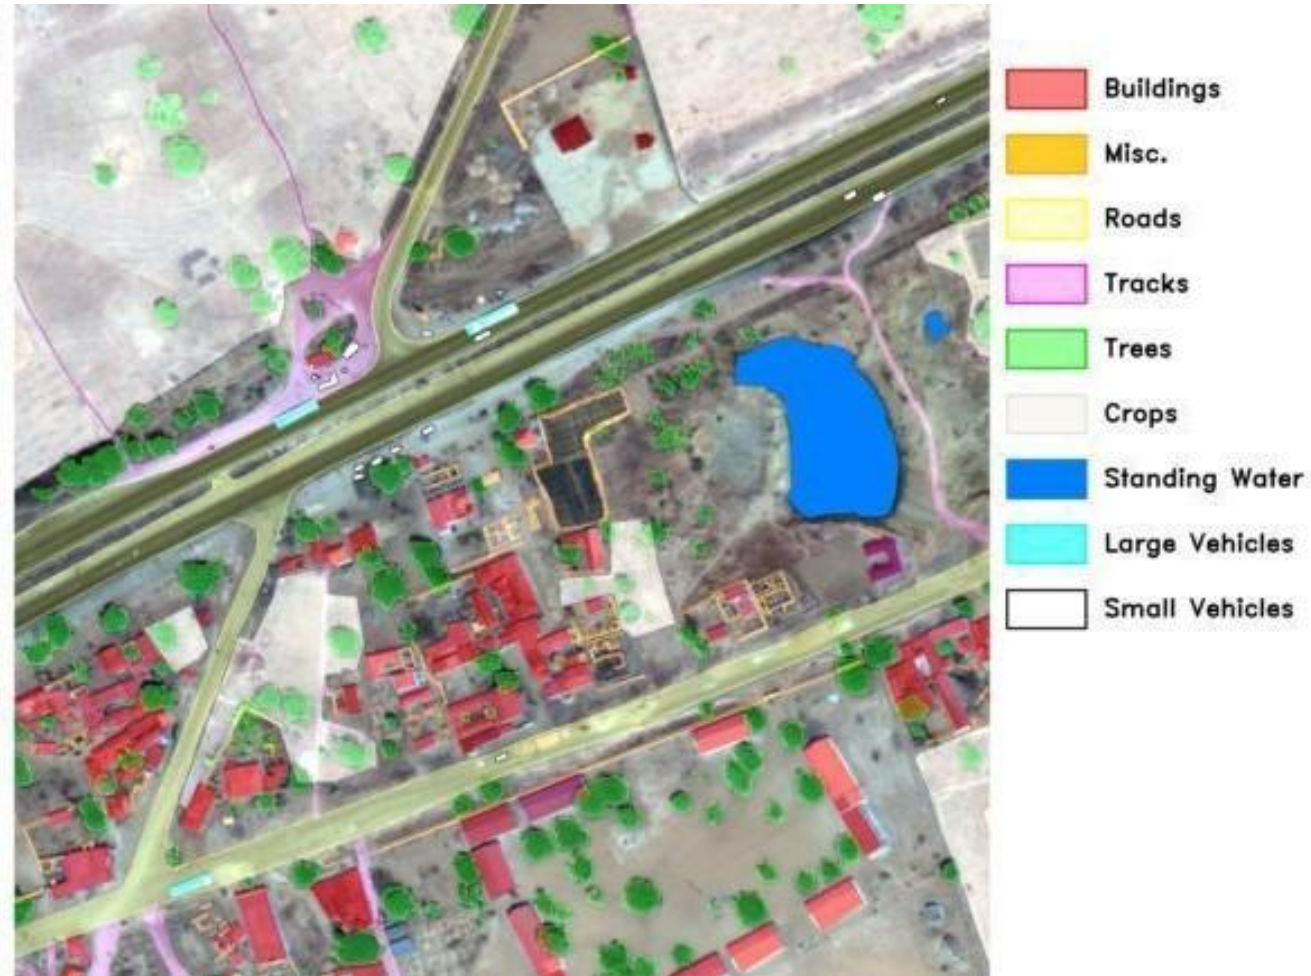 Buildings
Misc.
Roads
Tracks
Trees
Crops
Standing Water
Large Vehicles
Small Vehicles